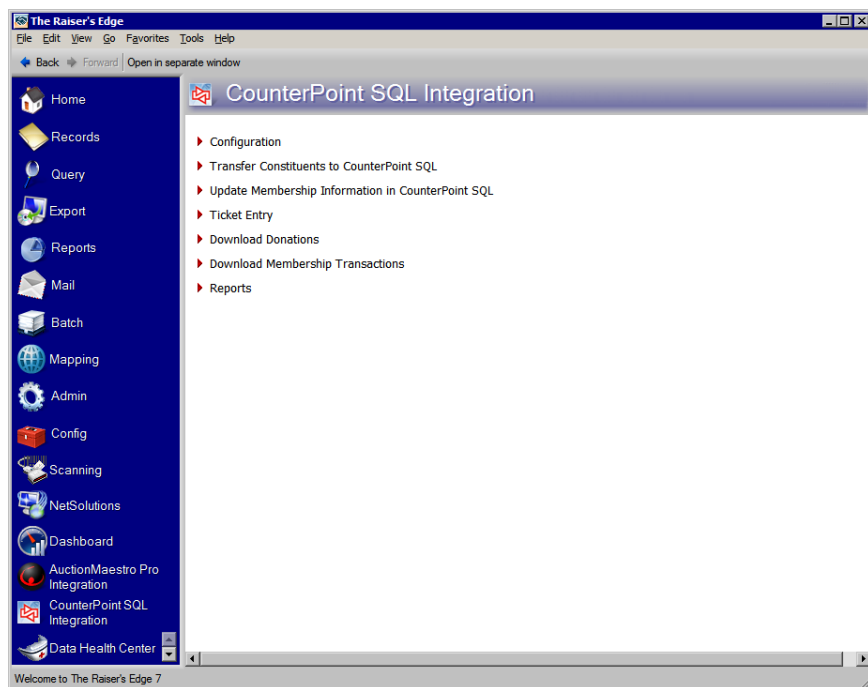 The Raiser's Edge
File Edit View Go Favorites Tools Help
Back Forward Open in separate window
Home
Records
Query
Export
Reports
Mail
Batch
Mapping
Admin
Config
Scanning
NetSolutions
Dashboard
AuctionMaestro Pro
Integration
CounterPoint SQL
Integration
Data Health Center
CounterPoint SQL Integration
Configuration
Transfer Constituents to CounterPoint SQL
Update Membership Information in CounterPoint SQL
Ticket Entry
Download Donations
Download Membership Transactions
Reports
Welcome to The Raiser's Edge 7